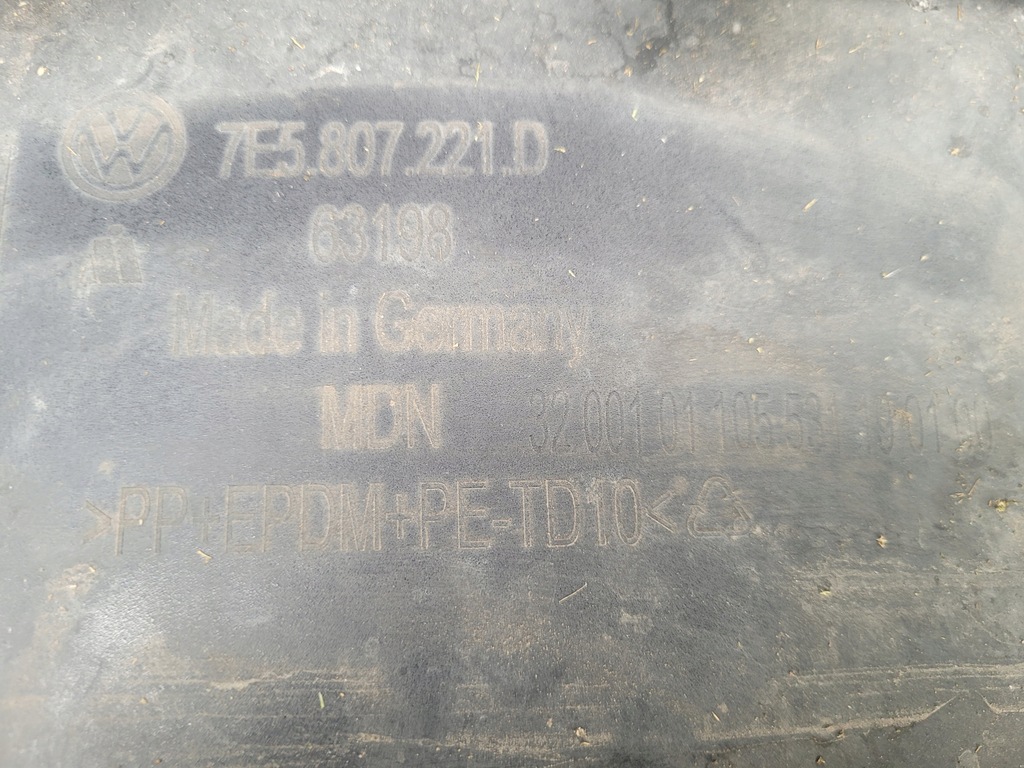 7E5.807.221.D
63198
Made in Germany
MDN
>PP+EPDM+PE-TD10<